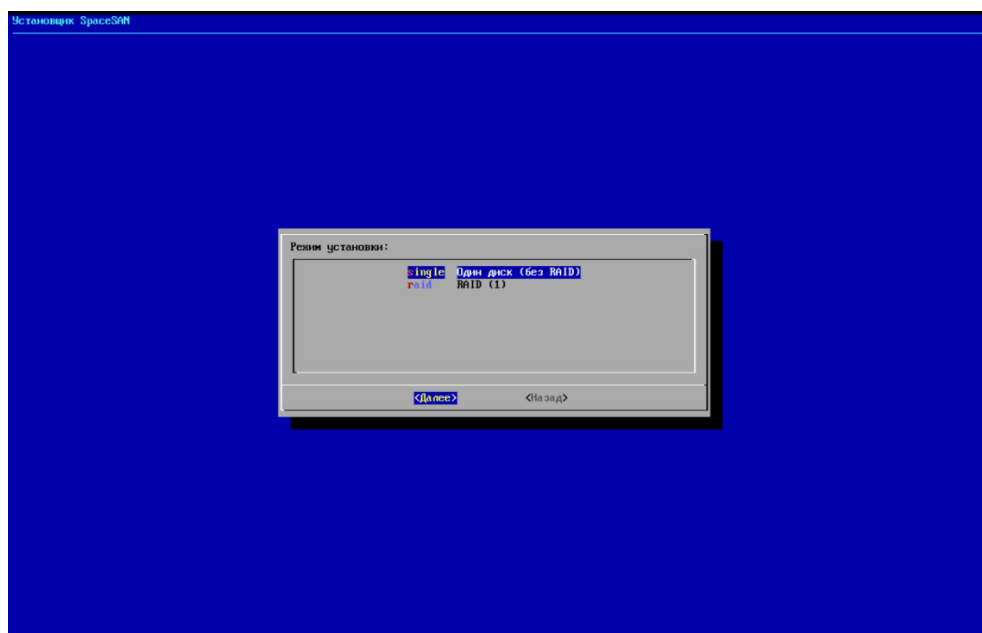 Установщик SpaceSAN
Режим установки:
single Один диск (без RAID)
raid RAID (1)
<Далее> <Назад>